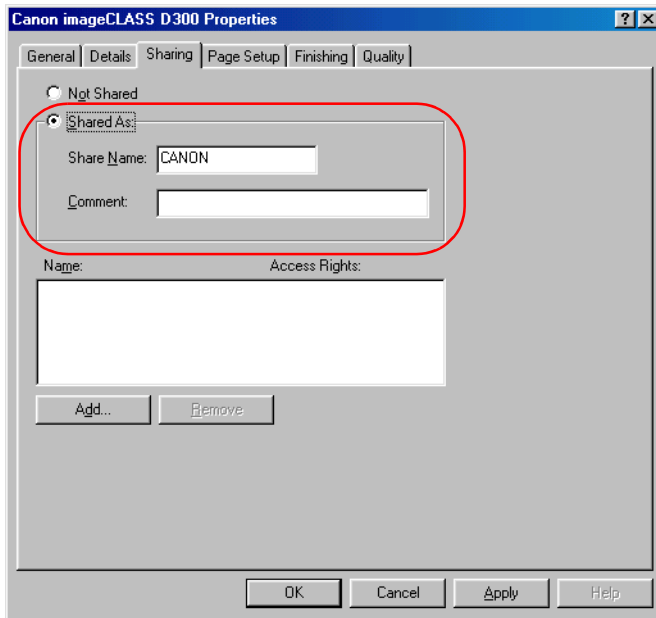 Canon imageCLASS D300 Properties
General Details Sharing Page Setup Finishing Quality
Not Shared
Shared As:
Share Name: CANON
Comment:
Name: Access Rights:
Add... Remove
OK Cancel Apply Help